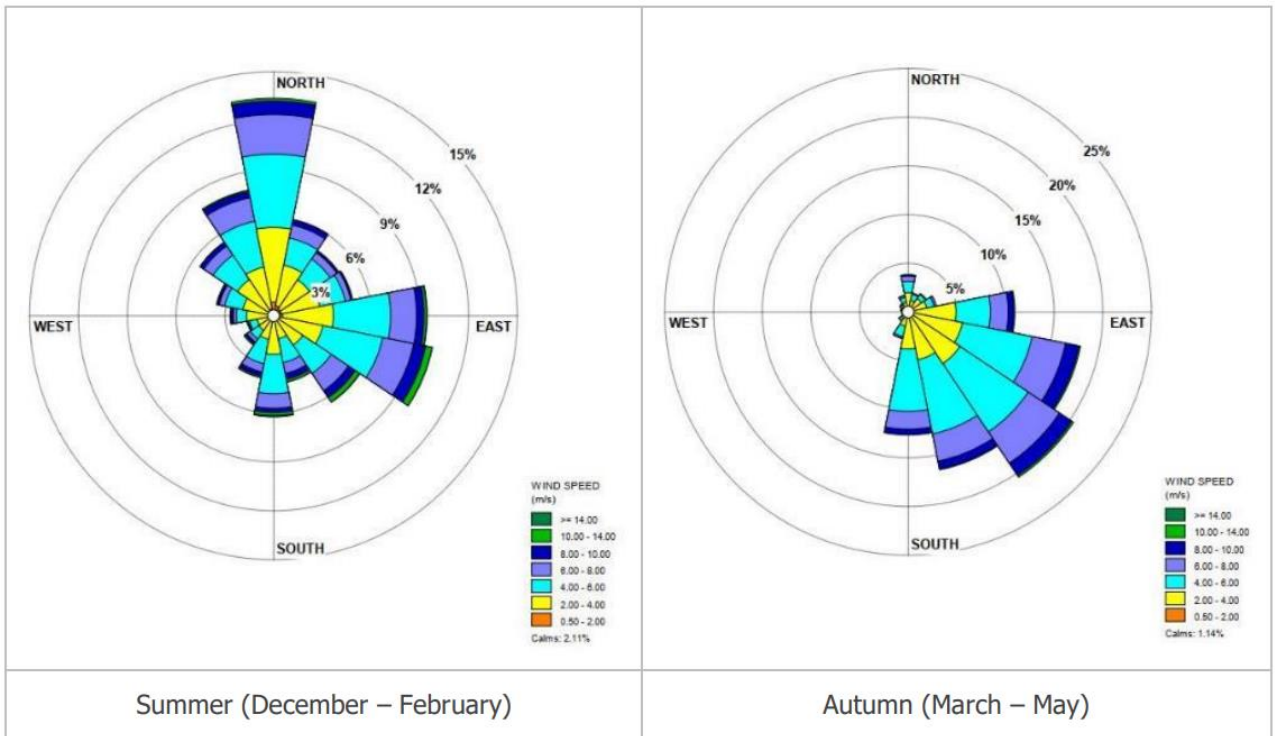 NORTH
15%
12%
9%
6%
3%
WEST
EAST
SOUTH
WIND SPEED
(m/s)
>= 14.00
10.00 - 14.00
8.00 - 10.00
6.00 - 8.00
4.00 - 6.00
2.00 - 4.00
0.50 - 2.00
Calms: 2.11%
NORTH
25%
20%
15%
10%
5%
WEST
EAST
SOUTH
WIND SPEED
(m/s)
>= 14.00
10.00 - 14.00
8.00 - 10.00
6.00 - 8.00
4.00 - 6.00
2.00 - 4.00
0.50 - 2.00
Calms: 1.14%
Summer (December – February)
Autumn (March – May)